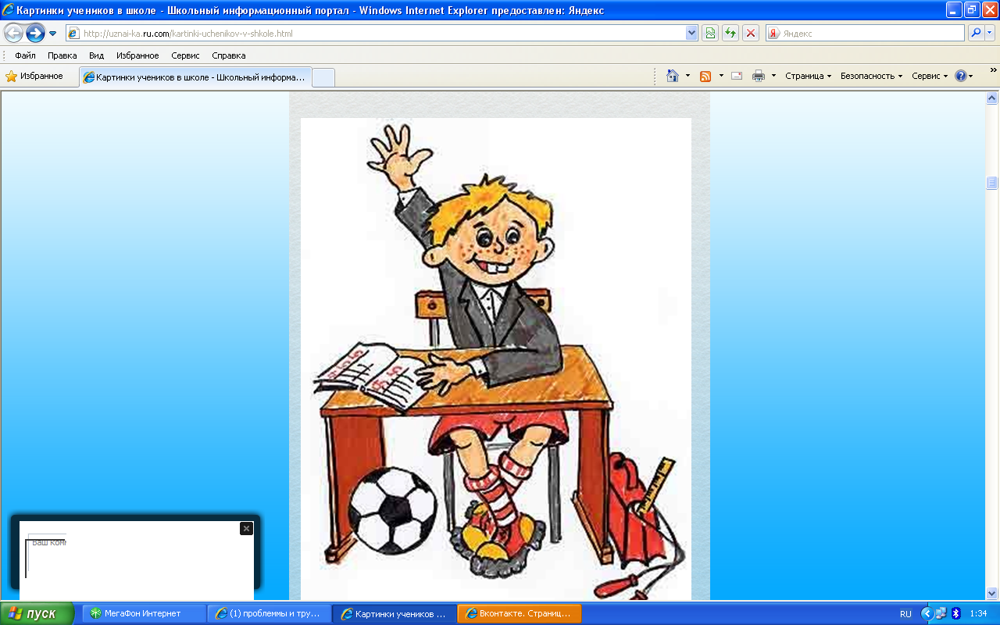 Картинки учеников в школе - Школьный информационный портал - Windows Internet Explorer предоставлен: Яндекс
http://uznai-ka.ru.com/kartinki-uchenikov-v-shkole.html
Яндекс
Файл Правка Вид Избранное Сервис Справка
Избранное
Картинки учеников в школе - Школьный информа...
Страница Безопасность Сервис
»
Ваш
пуск
МегаФон Интернет
(1) проблеммы и тру...
Картинки учеников ...
Вконтакте. Страниц...
RU
1:34